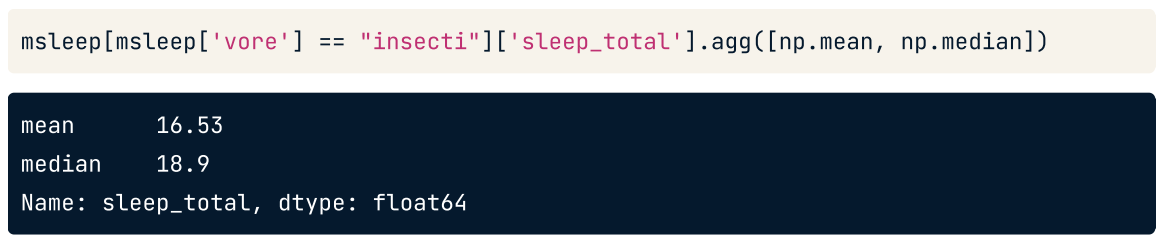 msleep[msleep['vore'] == "insecti"]['sleep_total'].agg([np.mean, np.median])
mean      16.53
median    18.9
Name: sleep_total, dtype: float64